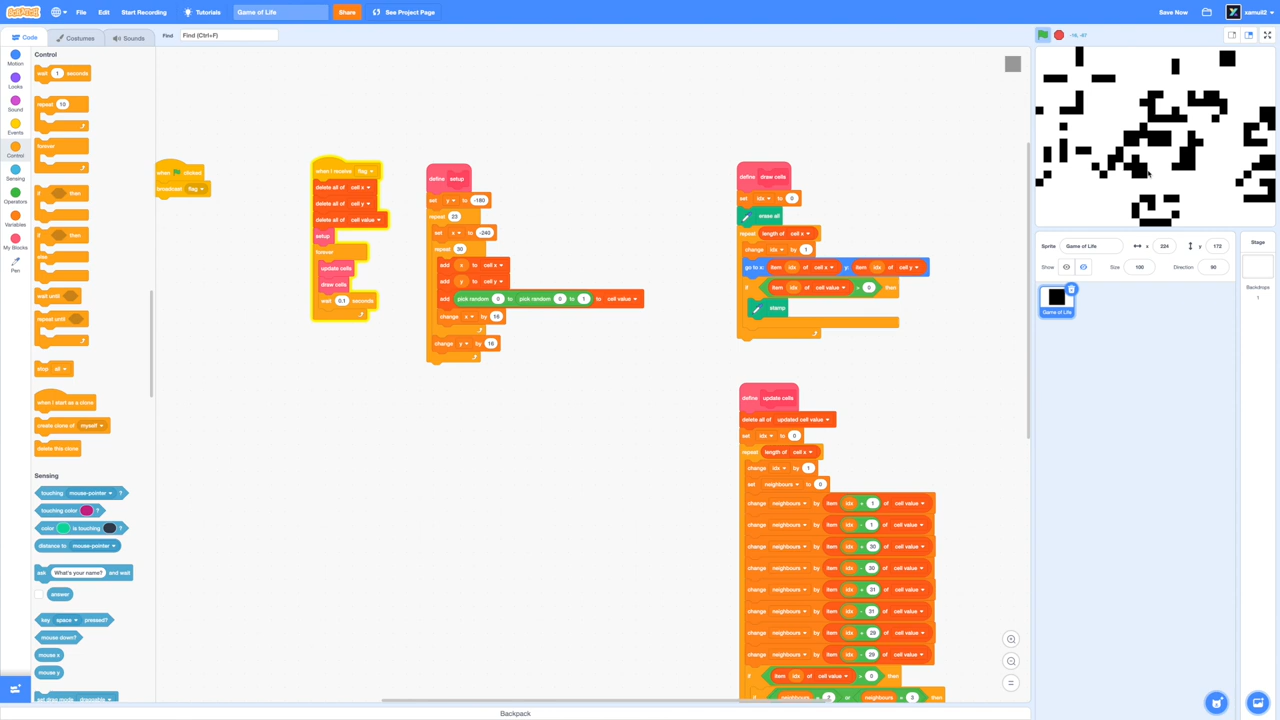 SCRATCH File Edit Start Recording Tutorials Game of Life Share See Project Page Save Now xamuil2
Code Costumes Sounds Find Find (Ctrl+F) -19, -67
Motion
Looks
Sound
Events
Control
Sensing
Operators
Variables
My Blocks
Pen
Control
wait 1 seconds
repeat 10
forever
if then
if then
else
wait until
repeat until
stop all
when I start as a clone
create clone of myself
delete this clone
Sensing
touching mouse-pointer ?
touching color ?
color is touching ?
distance to mouse-pointer
ask What's your name? and wait
answer
key space pressed?
mouse down?
mouse x
mouse y
set drag mode draggable
when clicked
broadcast flag
when I receive flag
delete all of cell x
delete all of cell y
delete all of cell value
setup
forever
update cells
draw cells
wait 0.1 seconds
define setup
set y to -180
repeat 23
set x to -240
repeat 30
add x to cell x
add y to cell y
add pick random 0 to pick random 0 to 1 to cell value
change x by 16
change y by 16
define draw cells
set idx to 0
erase all
repeat length of cell x
change idx by 1
go to x: item idx of cell x y: item idx of cell y
if item idx of cell value > 0 then
stamp
define update cells
delete all of updated cell value
set idx to 0
repeat length of cell x
change idx by 1
set neighbours to 0
change neighbours by item idx + 1 of cell value
change neighbours by item idx - 1 of cell value
change neighbours by item idx + 30 of cell value
change neighbours by item idx - 30 of cell value
change neighbours by item idx + 31 of cell value
change neighbours by item idx - 31 of cell value
change neighbours by item idx + 29 of cell value
change neighbours by item idx - 29 of cell value
if item idx of cell value > 0 then
if neighbours = 2 or neighbours = 3 then
Sprite Game of Life x 224 y 172
Show Size 100 Direction 90
Game of Life
Stage
Backdrops
1
Backpack